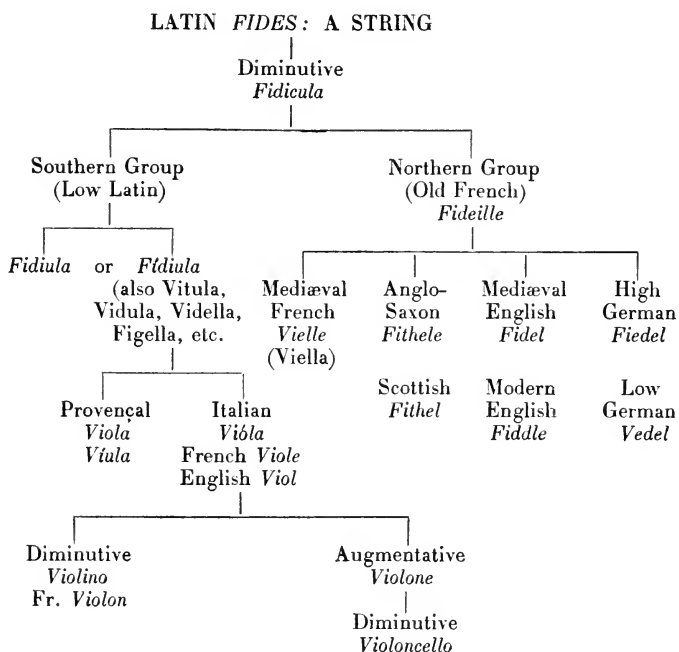 LATIN FIDES: A STRING
Diminutive
Fidicula
Southern Group
(Low Latin)
Northern Group
(Old French)
Fideille
Fidiula or Fídiula
(also Vitula,
Vidula, Vidella,
Figella, etc.
Mediæval
French
Vielle
(Viella)
Anglo-
Saxon
Fithele
Scottish
Fithel
Mediæval
English
Fidel
Modern
English
Fiddle
High
German
Fiedel
Low
German
Vedel
Provençal
Viola
Víula
Italian
Vióla
French Viole
English Viol
Diminutive
Violino
Fr. Violon
Augmentative
Violone
Diminutive
Violoncello